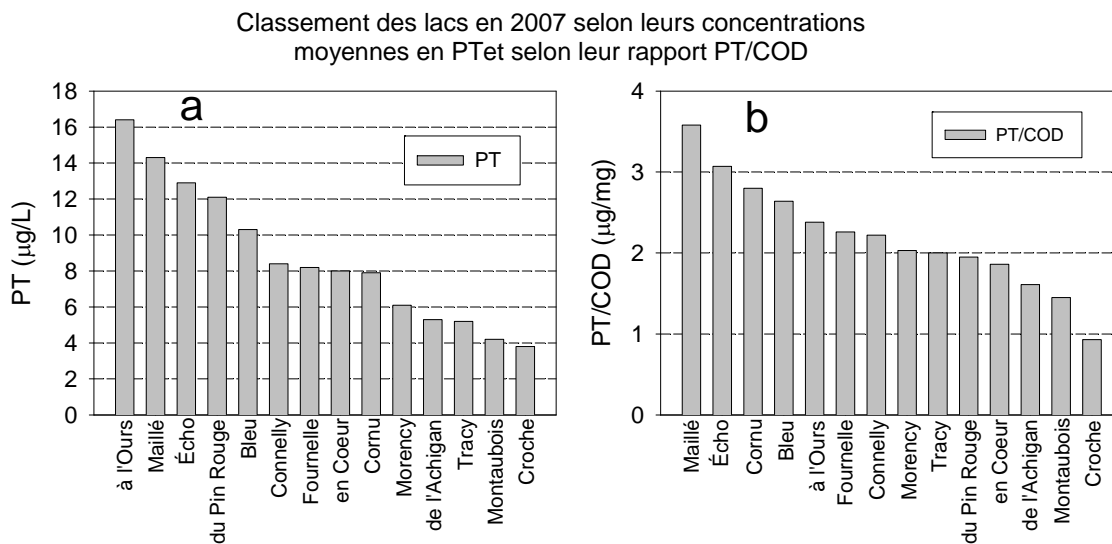 Classement des lacs en 2007 selon leurs concentrations
moyennes en PTet selon leur rapport PT/COD
a
PT (µg/L)
18
16
14
12
10
8
6
4
2
0
PT
à l'Ours
Maillé
Écho
du Pin Rouge
Bleu
Connelly
Fournelle
en Coeur
Cornu
Morency
de l'Achigan
Tracy
Montaubois
Croche
b
PT/COD (µg/mg)
4
3
2
1
0
PT/COD
Maillé
Écho
Cornu
Bleu
à l'Ours
Fournelle
Connelly
Morency
Tracy
du Pin Rouge
en Coeur
de l'Achigan
Montaubois
Croche